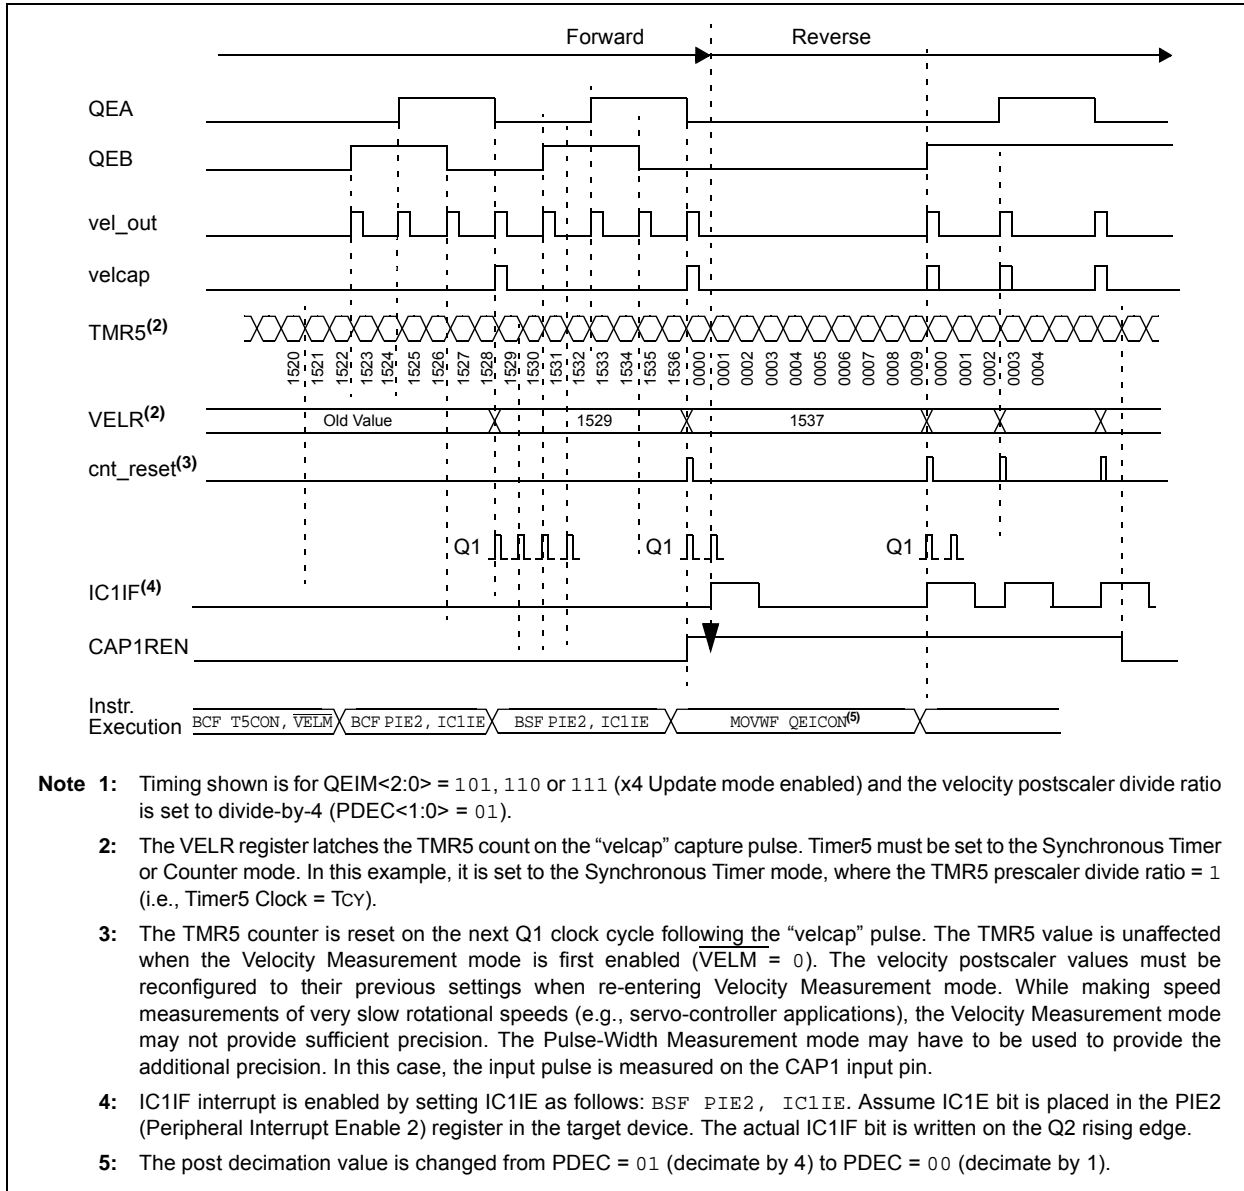 Forward Reverse
QEA
QEB
vel_out
velcap
TMR5(2)
1520 1521 1522 1523 1524 1525 1526 1527 1528 1529 1530 1531 1532 1533 1534 1535 1536 0000 0001 0002 0003 0004 0005 0006 0007 0008 0009 0000 0001 0002 0003 0004
VELR(2) Old Value 1529 1537
cnt_reset(3)
Q1 Q1 Q1
IC1IF(4)
CAP1REN
Instr.
Execution BCF T5CON, VELM BCF PIE2, IC1IE BSF PIE2, IC1IE MOVWF QEICON(5)
Note 1: Timing shown is for QEIM<2:0> = 101, 110 or 111 (x4 Update mode enabled) and the velocity postscaler divide ratio
is set to divide-by-4 (PDEC<1:0> = 01).
2: The VELR register latches the TMR5 count on the “velcap” capture pulse. Timer5 must be set to the Synchronous Timer
or Counter mode. In this example, it is set to the Synchronous Timer mode, where the TMR5 prescaler divide ratio = 1
(i.e., Timer5 Clock = TCY).
3: The TMR5 counter is reset on the next Q1 clock cycle following the “velcap” pulse. The TMR5 value is unaffected
when the Velocity Measurement mode is first enabled (VELM = 0). The velocity postscaler values must be
reconfigured to their previous settings when re-entering Velocity Measurement mode. While making speed
measurements of very slow rotational speeds (e.g., servo-controller applications), the Velocity Measurement mode
may not provide sufficient precision. The Pulse-Width Measurement mode may have to be used to provide the
additional precision. In this case, the input pulse is measured on the CAP1 input pin.
4: IC1IF interrupt is enabled by setting IC1IE as follows: BSF PIE2, IC1IE. Assume IC1E bit is placed in the PIE2
(Peripheral Interrupt Enable 2) register in the target device. The actual IC1IF bit is written on the Q2 rising edge.
5: The post decimation value is changed from PDEC = 01 (decimate by 4) to PDEC = 00 (decimate by 1).